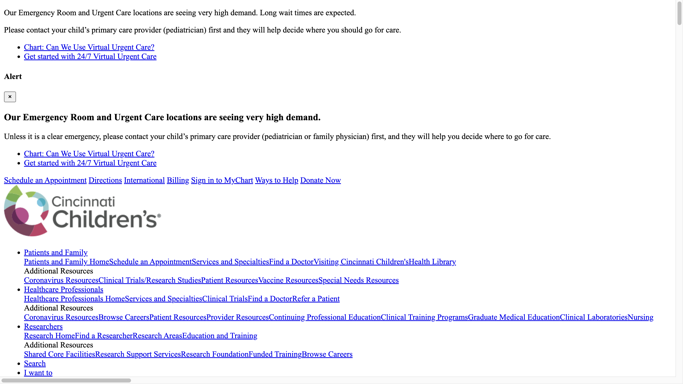 Our Emergency Room and Urgent Care locations are seeing very high demand. Long wait times are expected.
Please contact your child's primary care provider (pediatrician) first and they will help decide where you should go for care.
Chart: Can We Use Virtual Urgent Care?
Get started with 24/7 Virtual Urgent Care
Alert
×
Our Emergency Room and Urgent Care locations are seeing very high demand.
Unless it is a clear emergency, please contact your child's primary care provider (pediatrician or family physician) first, and they will help you decide where to go for care.
Chart: Can We Use Virtual Urgent Care?
Get started with 24/7 Virtual Urgent Care
Schedule an Appointment Directions International Billing Sign in to MyChart Ways to Help Donate Now
Cincinnati
Children's
Patients and Family
Patients and Family HomeSchedule an AppointmentServices and SpecialtiesFind a DoctorVisiting Cincinnati Children'sHealth Library
Additional Resources
Coronavirus ResourcesClinical Trials/Research StudiesPatient ResourcesVaccine ResourcesSpecial Needs Resources
Healthcare Professionals
Healthcare Professionals HomeServices and SpecialtiesClinical TrialsFind a DoctorRefer a Patient
Additional Resources
Coronavirus ResourcesBrowse CareersPatient ResourcesProvider ResourcesContinuing Professional EducationClinical Training ProgramsGraduate Medical EducationClinical LaboratoriesNursing
Researchers
Research HomeFind a ResearcherResearch AreasEducation and Training
Additional Resources
Shared Core FacilitiesResearch Support ServicesResearch FoundationFunded TrainingBrowse Careers
Search
I want to